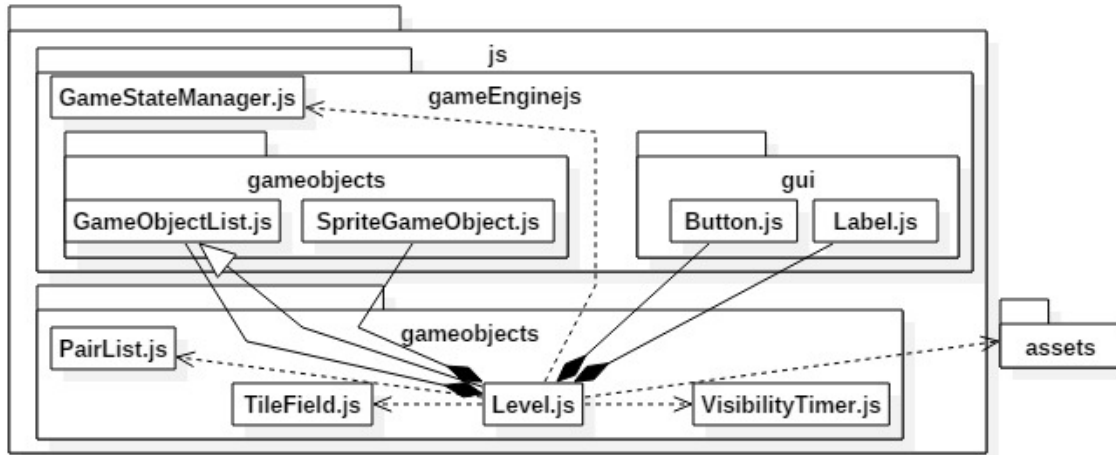 js
GameStateManager.js
gameEnginejs
gameobjects
gui
GameObjectList.js
SpriteGameObject.js
Button.js
Label.js
gameobjects
PairList.js
assets
TileField.js
Level.js
VisibilityTimer.js